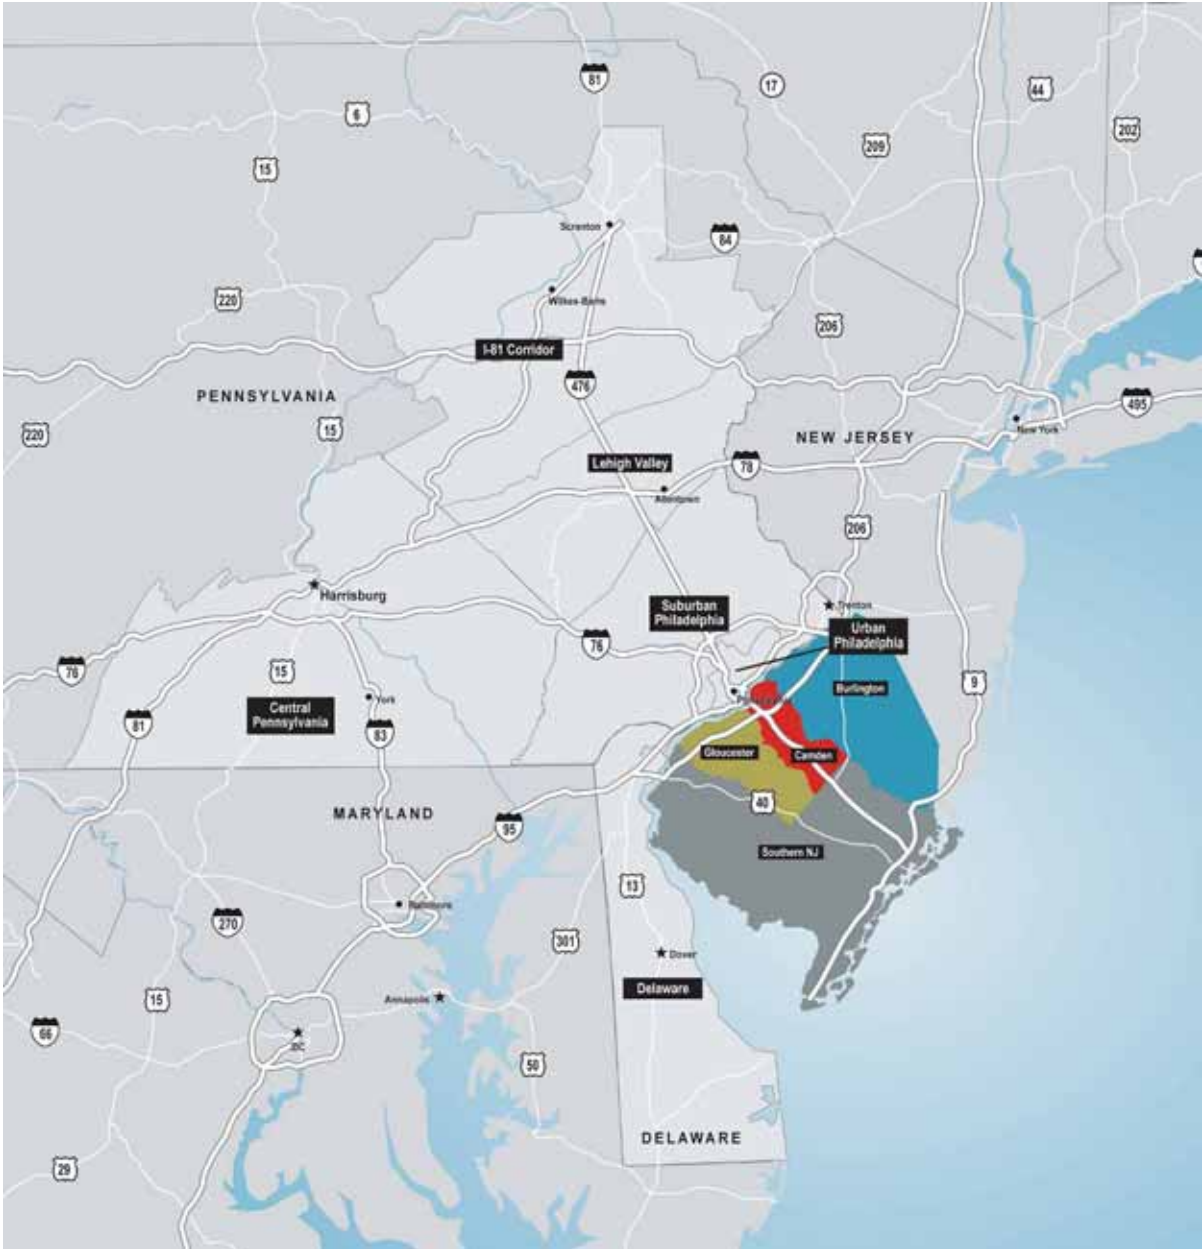 81
17
44
6
202
209
15
Scranton
84
220
Wilkes-Barre
206
I-81 Corridor
476
PENNSYLVANIA
495
220
15
New York
NEW JERSEY
Lehigh Valley
78
Allentown
206
Harrisburg
Suburban
Philadelphia
Trenton
Urban
Philadelphia
76
76
15
9
Burlington
York
Central
Pennsylvania
81
83
Gloucester
Camden
40
MARYLAND
95
Southern NJ
13
Baltimore
270
301
Dover
Delaware
15
Annapolis
66
DC
50
DELAWARE
29